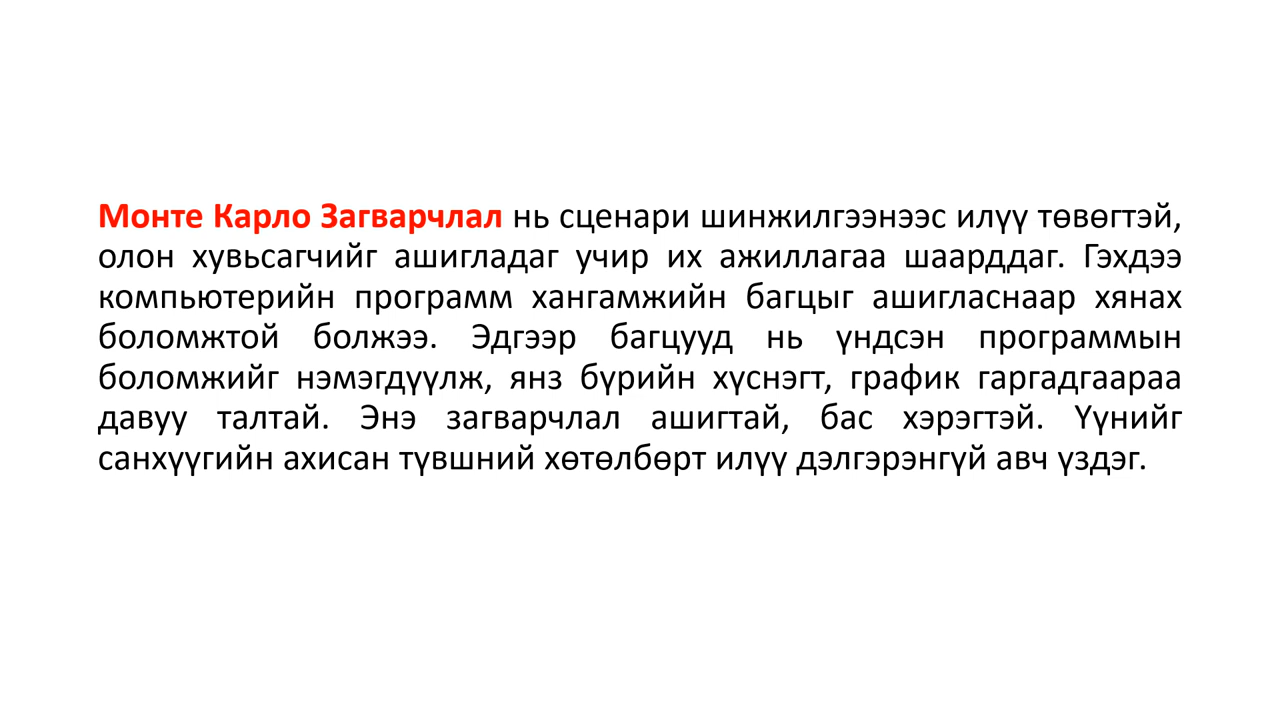 Монте Карло Загварчлал нь сценари шинжилгээнээс илүү төвөгтэй,
олон хувьсагчийг ашигладаг учир их ажиллагаа шаарддаг. Гэхдээ
компьютерийн программ хангамжийн багцыг ашигласнаар хянах
боломжтой болжээ. Эдгээр багцууд нь үндсэн программын
боломжийг нэмэгдүүлж, янз бүрийн хүснэгт, график гаргадгаараа
давуу талтай. Энэ загварчлал ашигтай, бас хэрэгтэй. Үүнийг
санхүүгийн ахисан түвшний хөтөлбөрт илүү дэлгэрэнгүй авч үздэг.